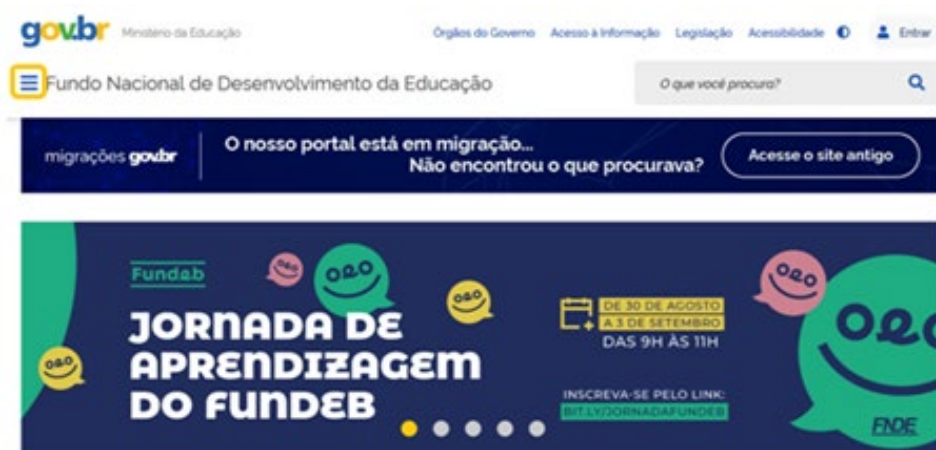 gov.br Ministério da Educação Órgãos do Governo Acesso à Informação Legislação Acessibilidade Entrar
Fundo Nacional de Desenvolvimento da Educação O que você procura?
migrações gov.br O nosso portal está em migração... Acesse o site antigo
Não encontrou o que procurava?
Fundeb
JORNADA DE
APRENDIZAGEM
DO FUNDEB
DE 30 DE AGOSTO
A 3 DE SETEMBRO
DAS 9H ÀS 11H
INSCREVA-SE PELO LINK:
BIT.LY/JORNADAFUNDEB
FNDE